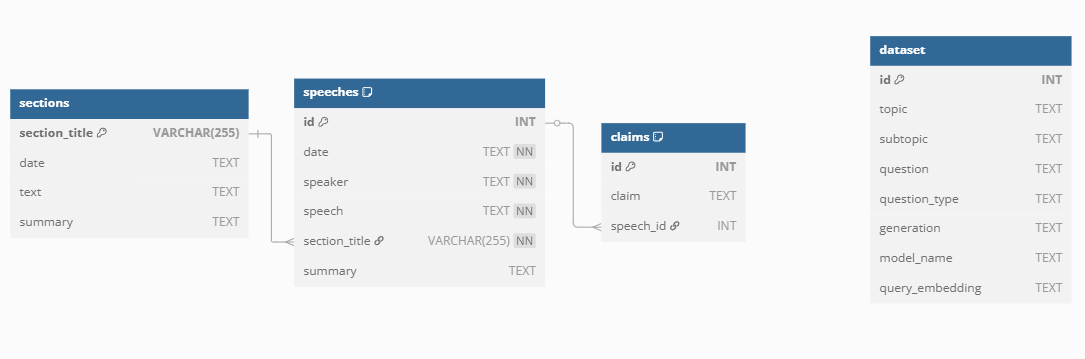 sections
section_title VARCHAR(255)
date TEXT
text TEXT
summary TEXT
speeches
id INT
date TEXT NN
speaker TEXT NN
speech TEXT NN
section_title VARCHAR(255) NN
summary TEXT
claims
id INT
claim TEXT
speech_id INT
dataset
id INT
topic TEXT
subtopic TEXT
question TEXT
question_type TEXT
generation TEXT
model_name TEXT
query_embedding TEXT